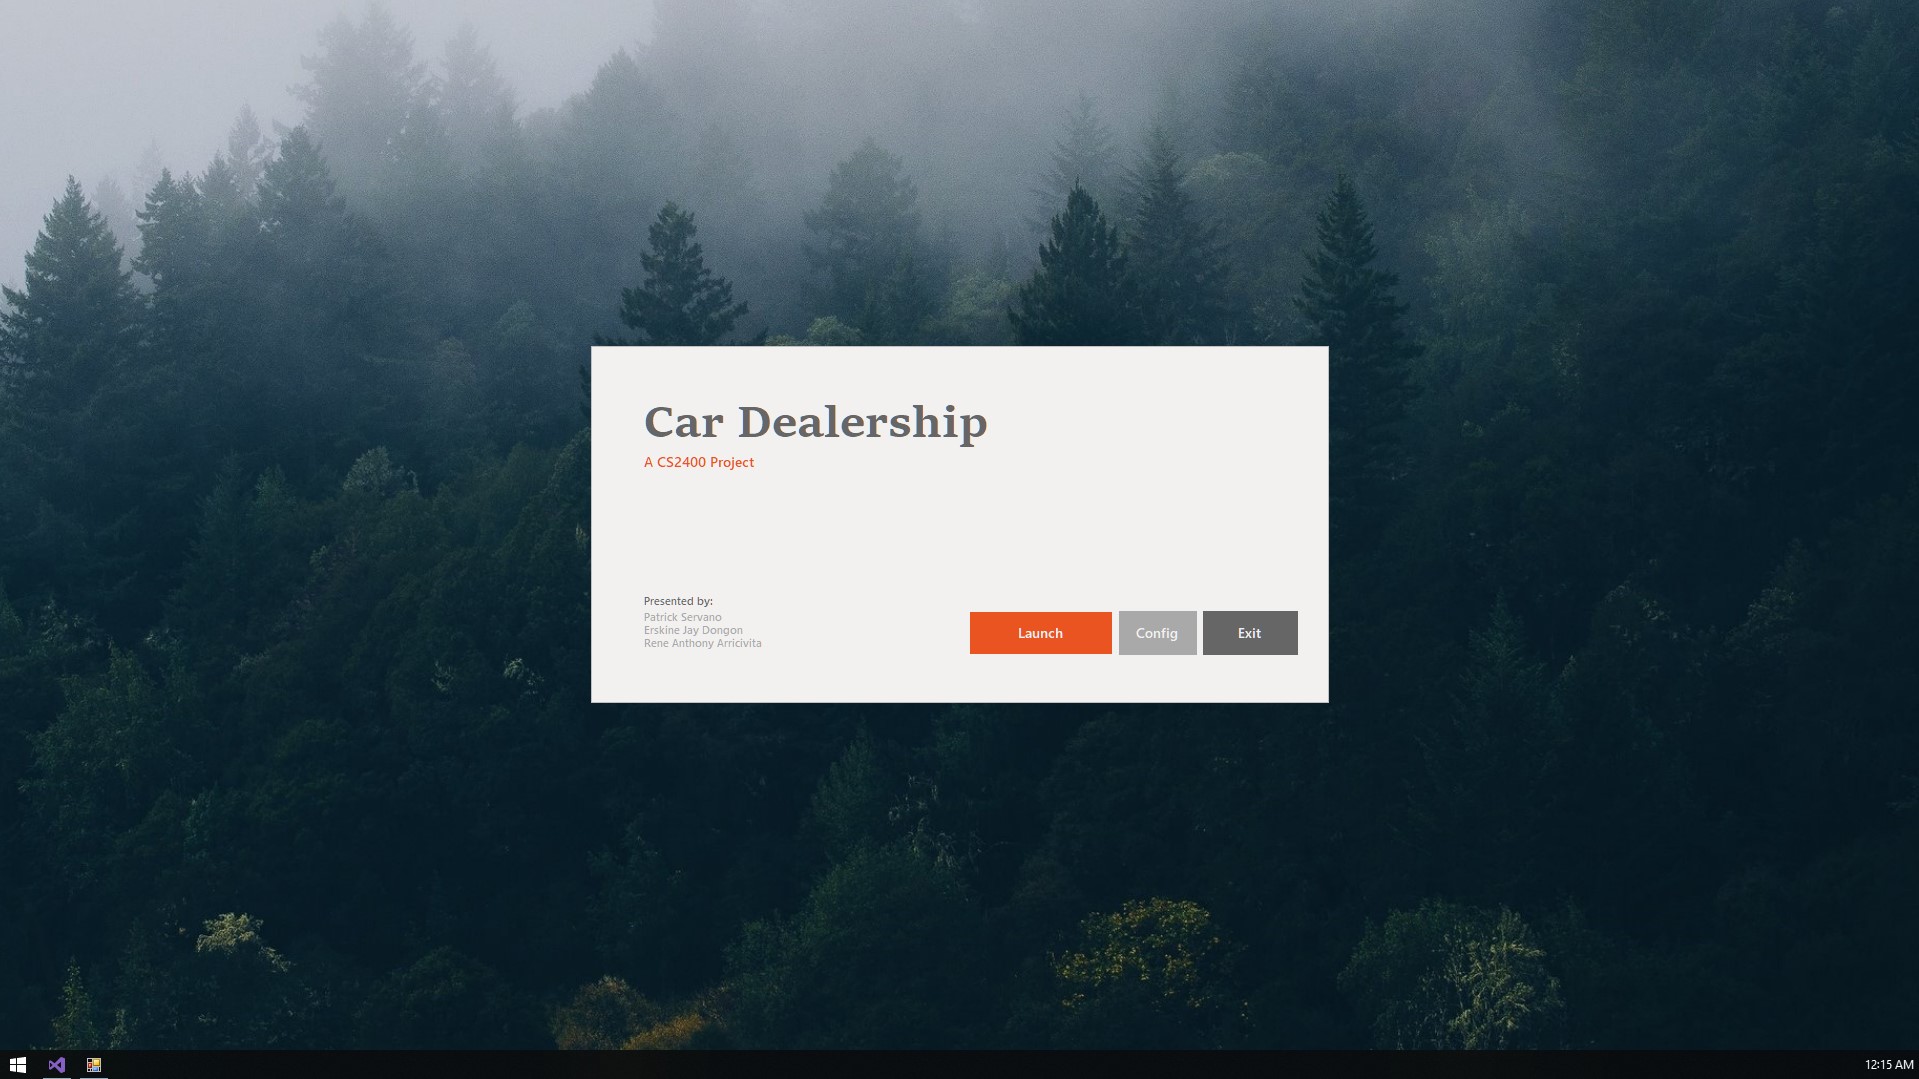 Car Dealership
A CS2400 Project
Presented by:
Patrick Servano
Erskine Jay Dongon
Rene Anthony Arricivita
Launch
Config
Exit
12:15 AM